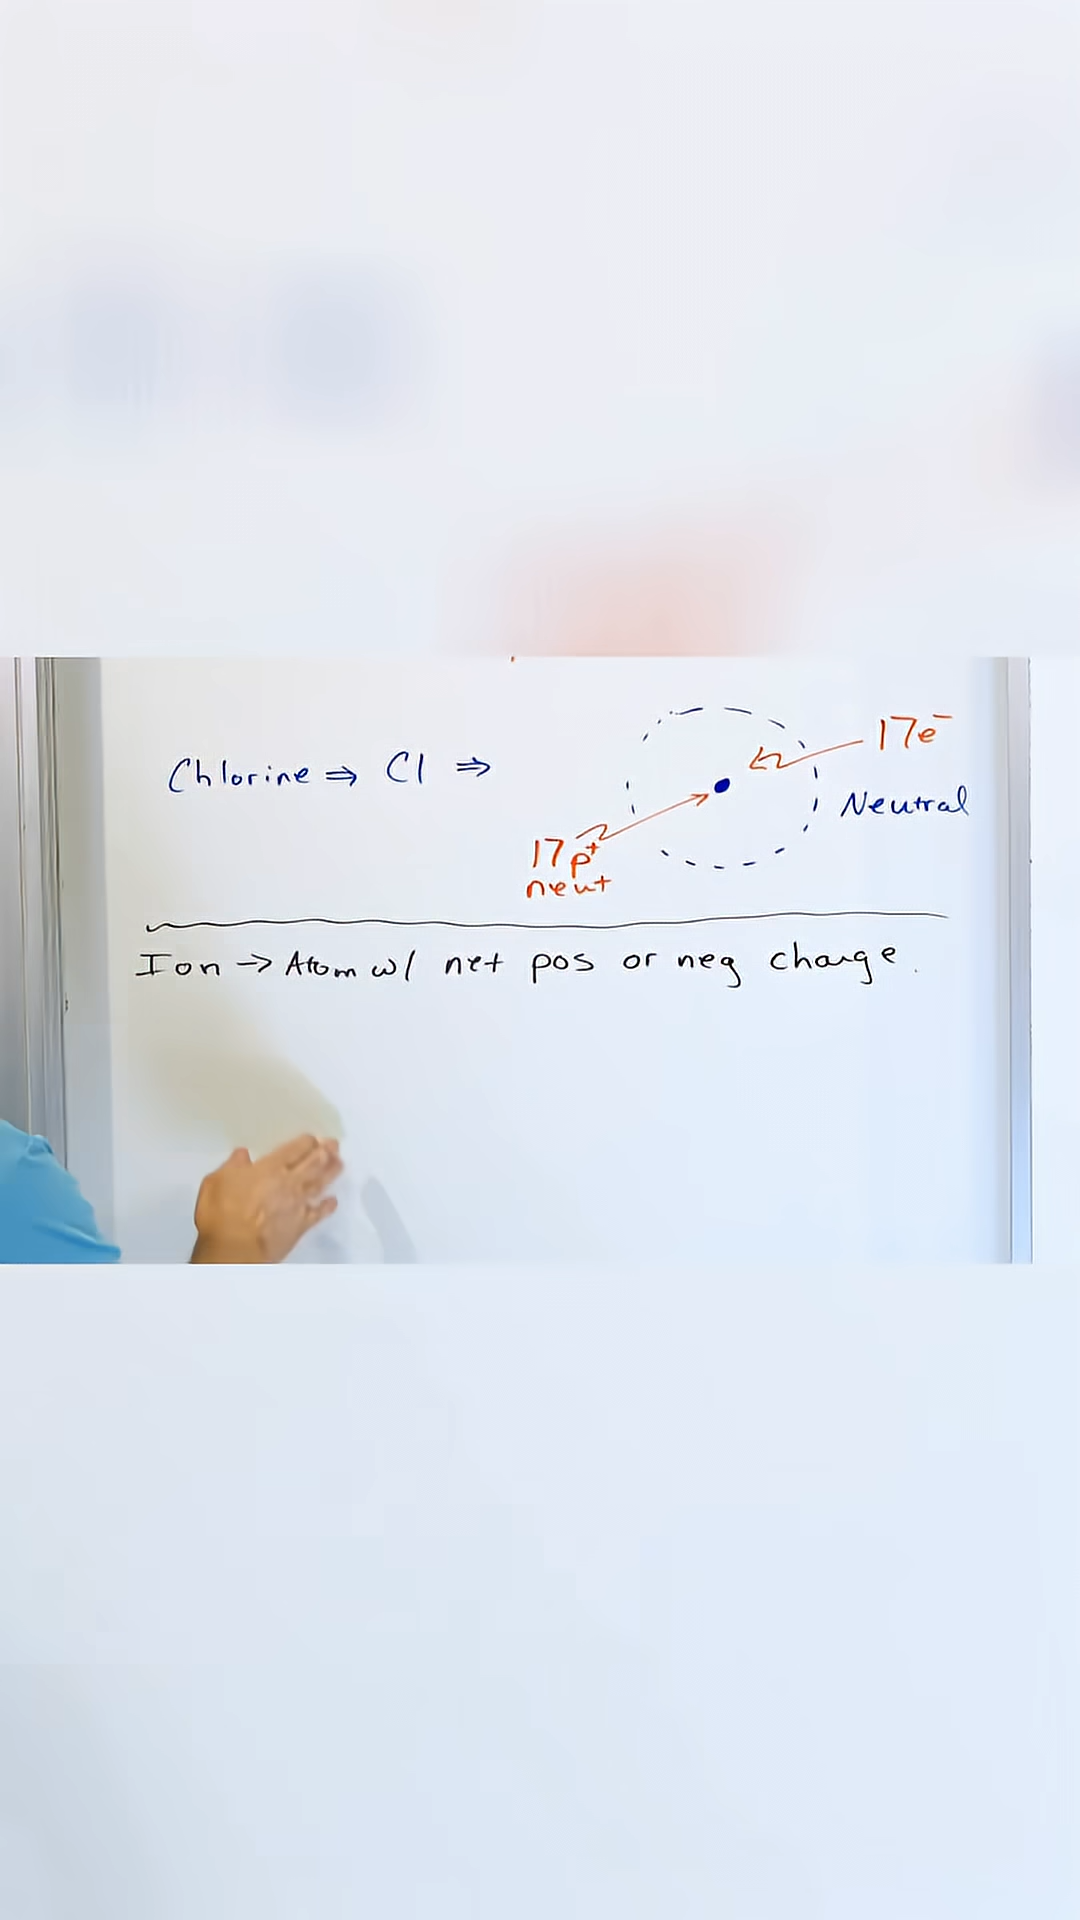 Chlorine ⇒ Cl ⇒
17e⁻
Neutral
17p⁺
neut
Ion → Atom w/ net pos or neg charge.